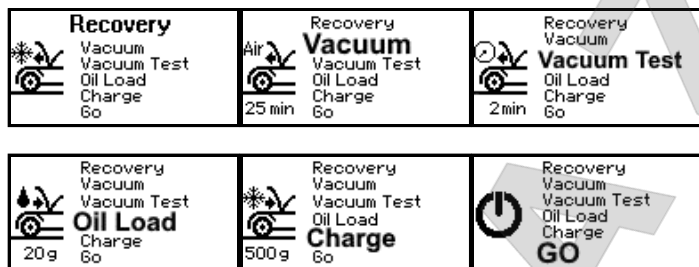 Recovery
Vacuum
Vacuum Test
Oil Load
Charge
Go
Recovery
Air
Vacuum
Vacuum Test
Oil Load
Charge
25 min
Go
Recovery
Vacuum
Vacuum Test
Oil Load
Charge
2min
Go
Recovery
Vacuum
Vacuum Test
Oil Load
Charge
20g
Go
Recovery
Vacuum
Vacuum Test
Oil Load
Charge
500g
Go
Recovery
Vacuum
Vacuum Test
Oil Load
Charge
GO